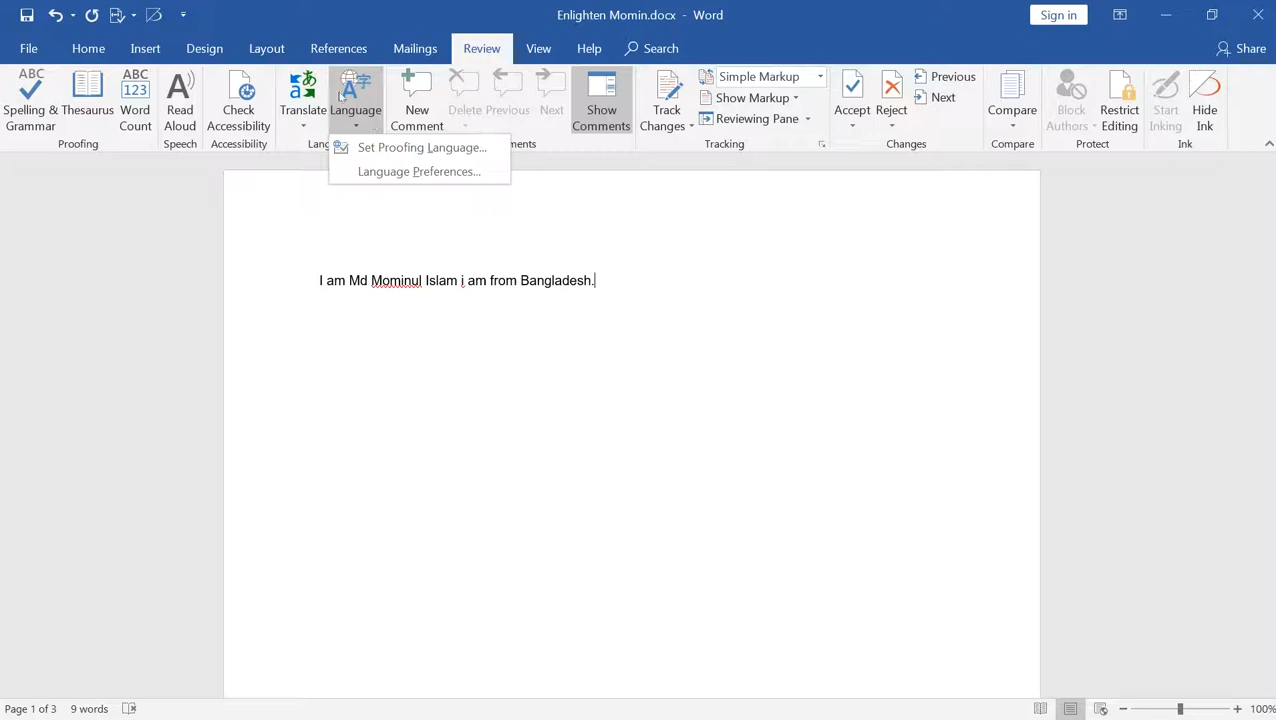 Enlighten Momin.docx - Word
Sign in
File Home Insert Design Layout References Mailings Review View Help Search Share
Spelling & Grammar
Thesaurus
Word Count
Read Aloud
Check Accessibility
Translate
Language
New Comment
Delete
Previous
Next
Show Comments
Track Changes
Simple Markup
Show Markup
Reviewing Pane
Accept
Reject
Previous
Next
Compare
Block Authors
Restrict Editing
Start Inking
Hide Ink
Proofing Speech Accessibility Lang ments Tracking Changes Compare Protect Ink
Set Proofing Language...
Language Preferences...
I am Md Mominul Islam i am from Bangladesh.
Page 1 of 3 9 words 100%